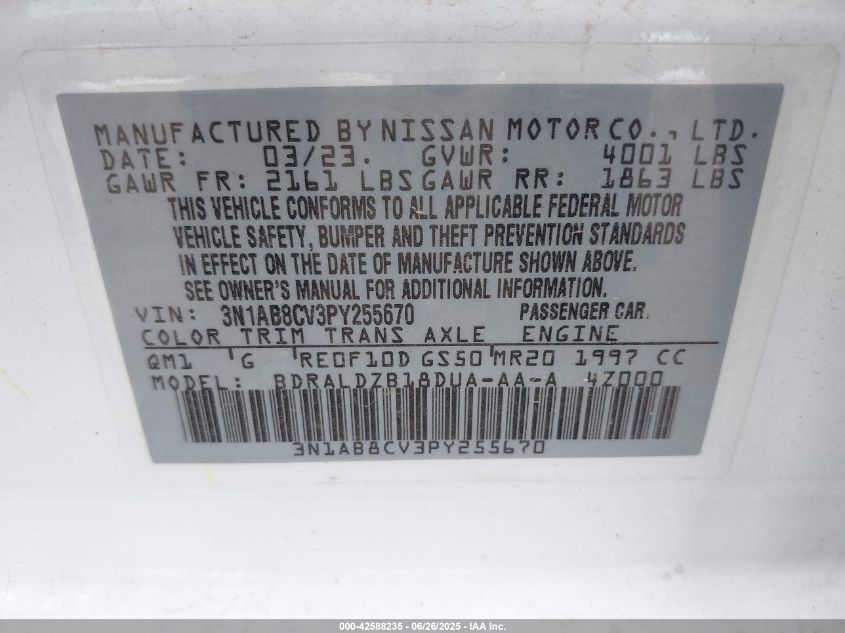 MANUFACTURED BY NISSAN MOTOR CO., LTD.
DATE: 03/23. GVWR: 4001 LBS
GAWR FR: 2161 LBS GAWR RR: 1863 LBS
THIS VEHICLE CONFORMS TO ALL APPLICABLE FEDERAL MOTOR
VEHICLE SAFETY, BUMPER AND THEFT PREVENTION STANDARDS
IN EFFECT ON THE DATE OF MANUFACTURE SHOWN ABOVE.
SEE OWNER'S MANUAL FOR ADDITIONAL INFORMATION.
VIN: 3N1AB8CV3PY255670 PASSENGER CAR.
COLOR TRIM TRANS AXLE ENGINE
QM1 G RE0F10D GS50 MR20 1997 CC
MODEL: BDRALDZB18DUA-AA-A 4Z000
3N1AB8CV3PY255670
000-42588235 | 06/26/2025 - IAA Inc.